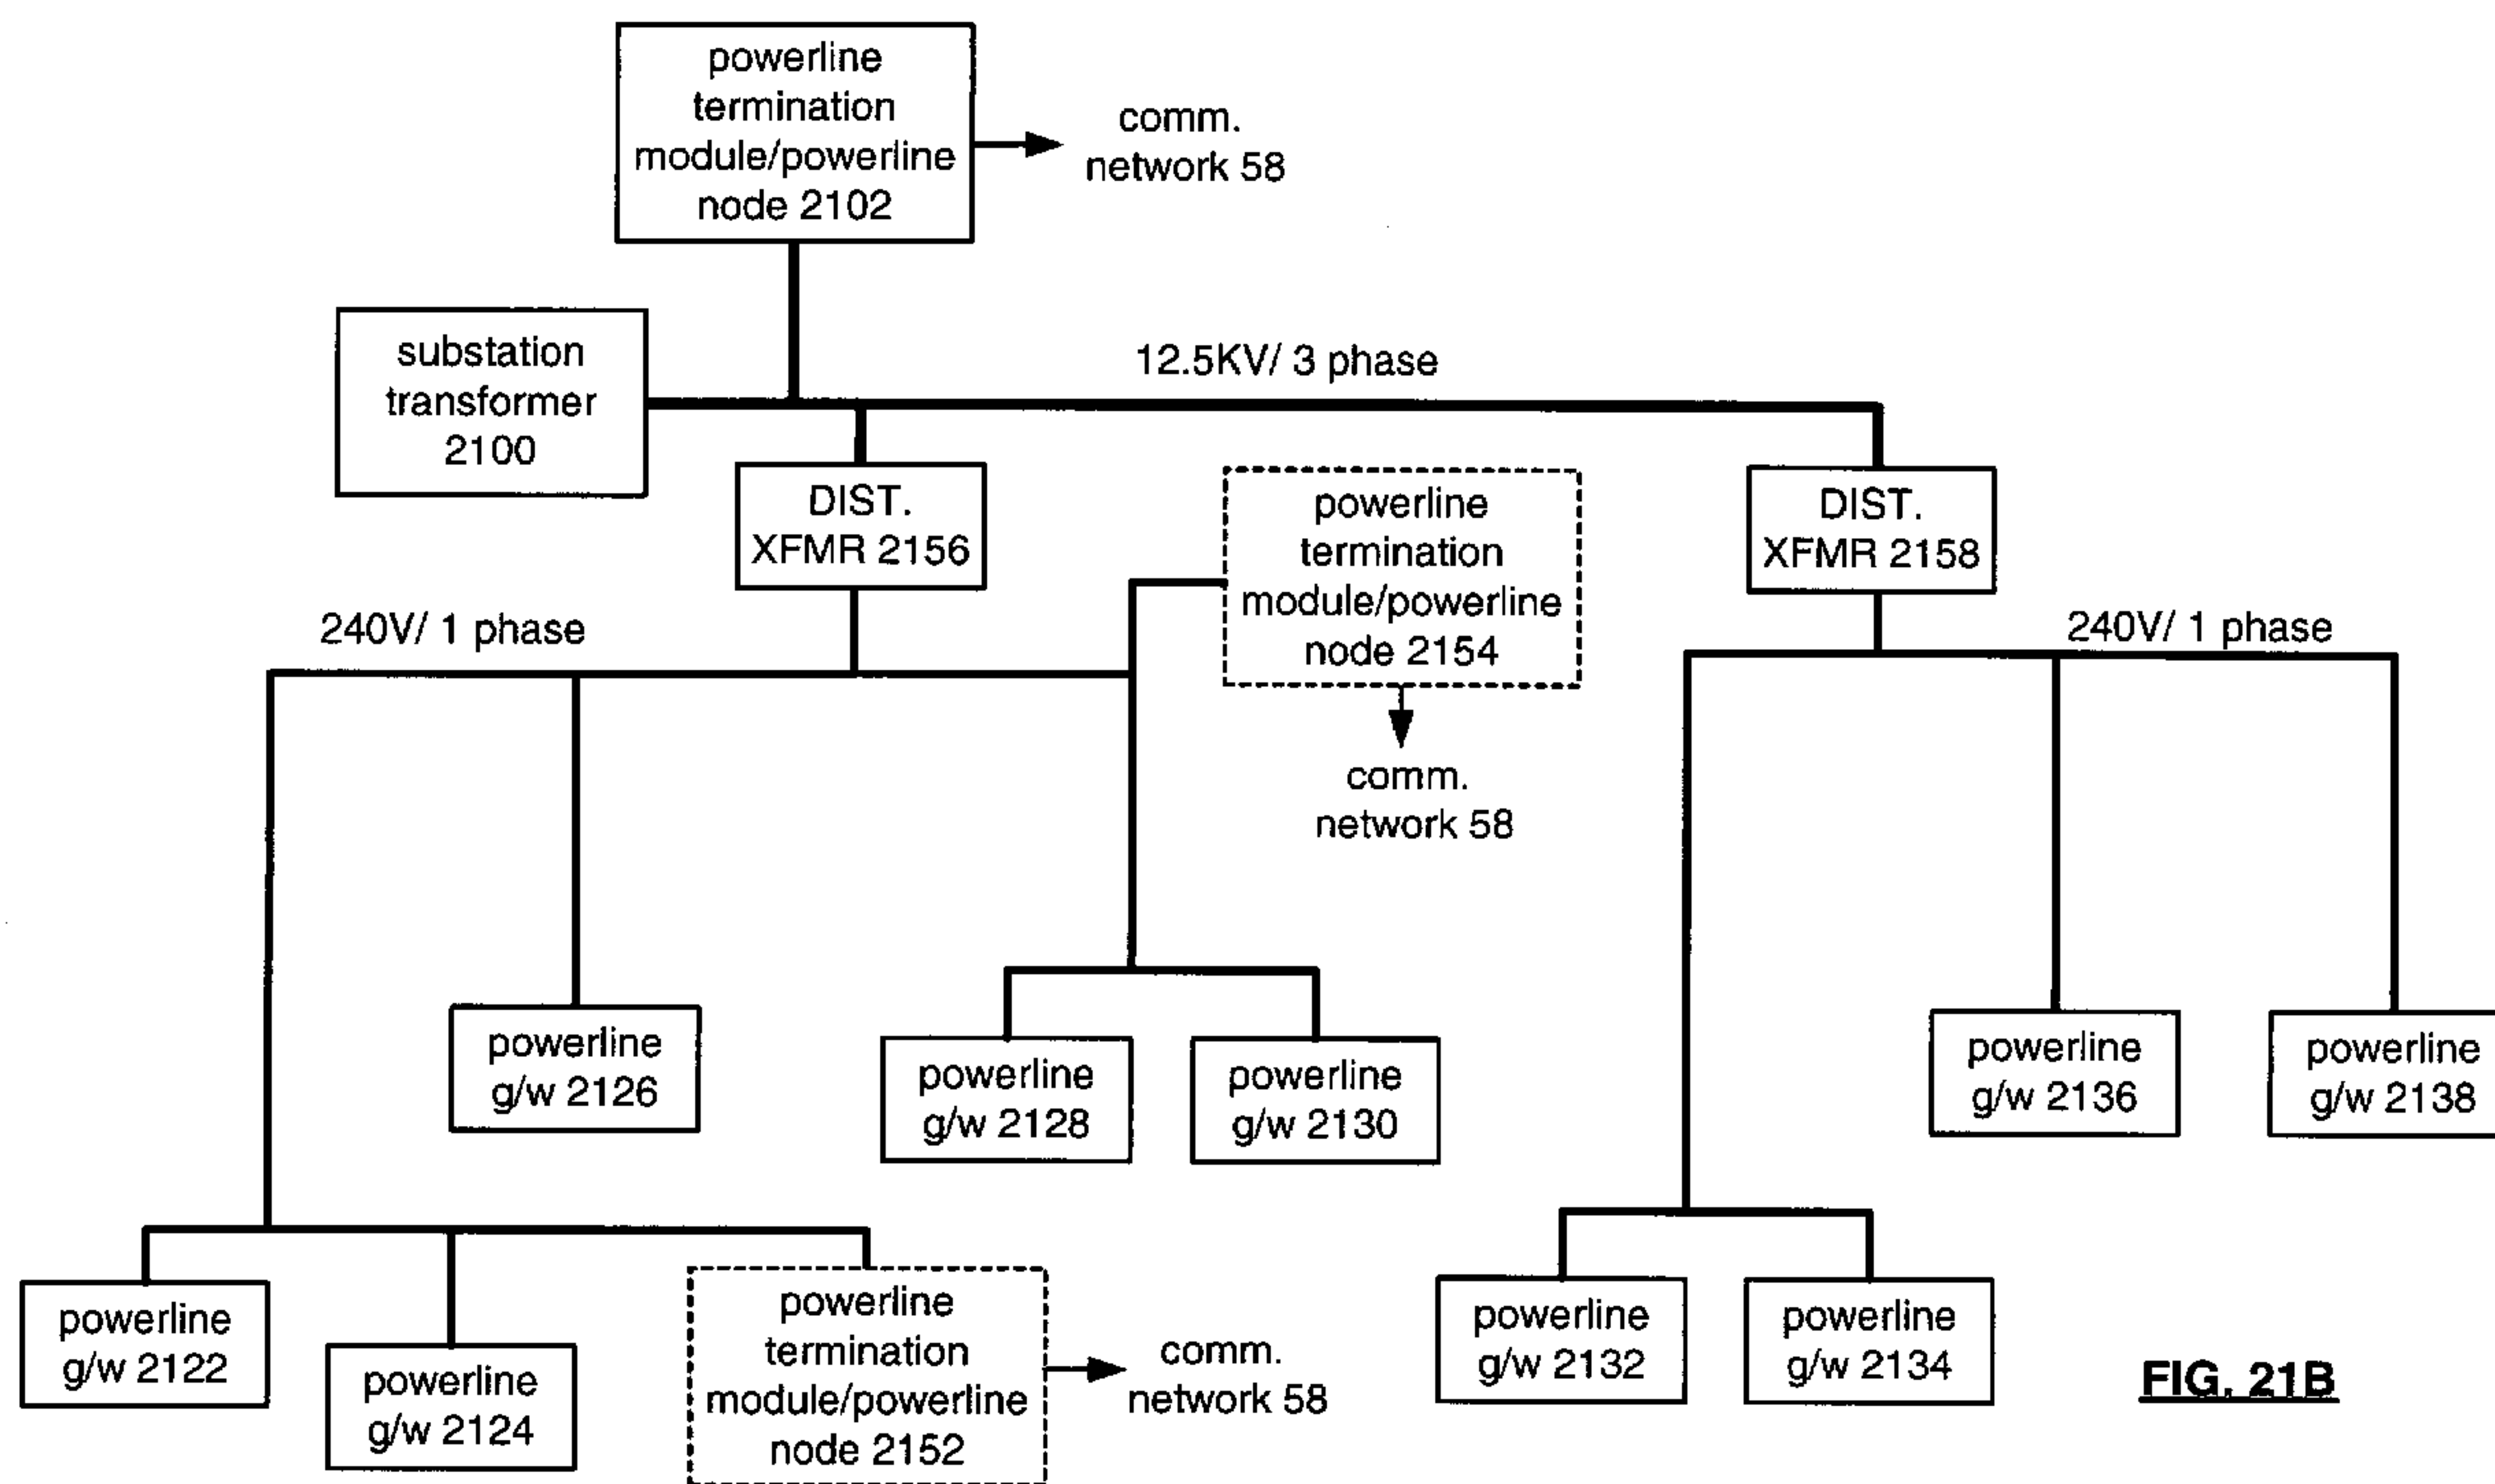 powerline
termination
module/powerline
node 2102
comm.
network 58
substation
transformer
2100
12.5KV/ 3 phase
DIST.
XFMR 2156
powerline
termination
module/powerline
node 2154
comm.
network 58
DIST.
XFMR 2158
240V/ 1 phase
240V/ 1 phase
powerline
g/w 2126
powerline
g/w 2128
powerline
g/w 2130
powerline
g/w 2136
powerline
g/w 2138
powerline
g/w 2122
powerline
g/w 2124
powerline
termination
module/powerline
node 2152
comm.
network 58
powerline
g/w 2132
powerline
g/w 2134
FIG. 21B